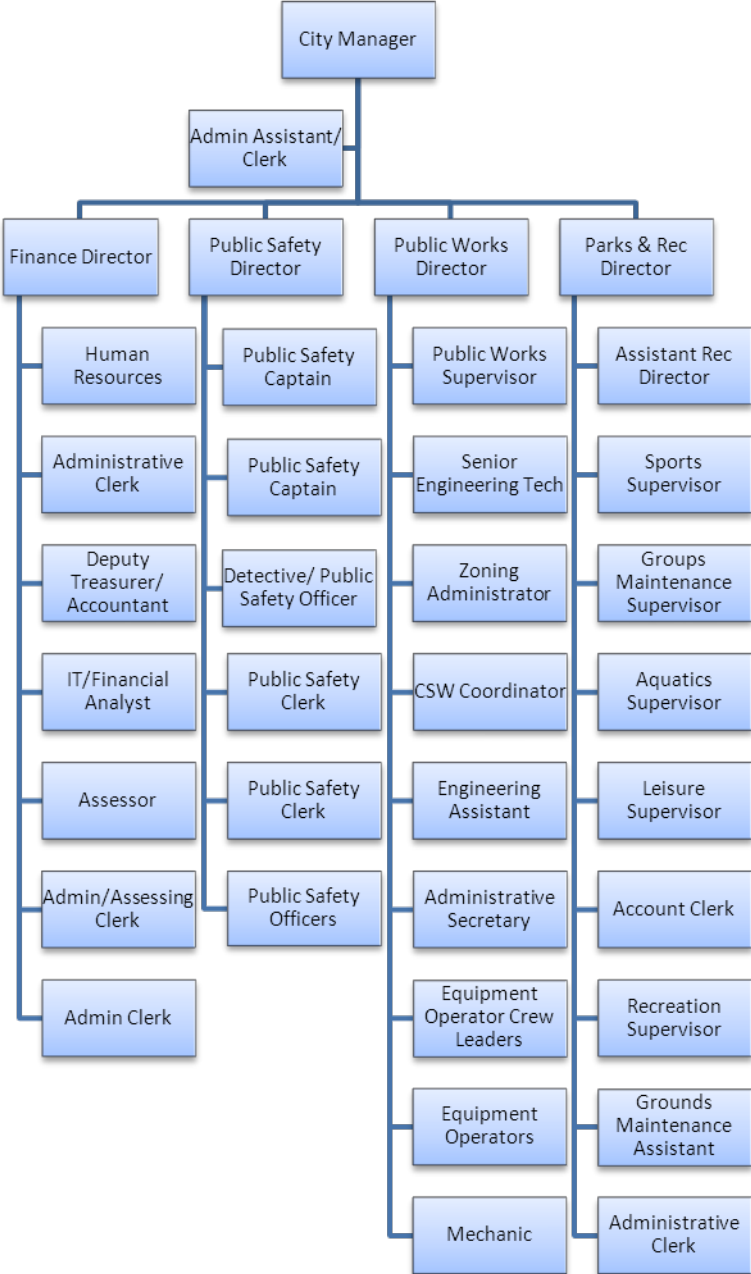 City Manager
Admin Assistant/
Clerk
Finance Director
Public Safety
Director
Public Works
Director
Parks & Rec
Director
Human
Resources
Administrative
Clerk
Deputy
Treasurer/
Accountant
IT/Financial
Analyst
Assessor
Admin/Assessing
Clerk
Admin Clerk
Public Safety
Captain
Public Safety
Captain
Detective/ Public
Safety Officer
Public Safety
Clerk
Public Safety
Clerk
Public Safety
Officers
Public Works
Supervisor
Senior
Engineering Tech
Zoning
Administrator
CSW Coordinator
Engineering
Assistant
Administrative
Secretary
Equipment
Operator Crew
Leaders
Equipment
Operators
Mechanic
Assistant Rec
Director
Sports
Supervisor
Groups
Maintenance
Supervisor
Aquatics
Supervisor
Leisure
Supervisor
Account Clerk
Recreation
Supervisor
Grounds
Maintenance
Assistant
Administrative
Clerk